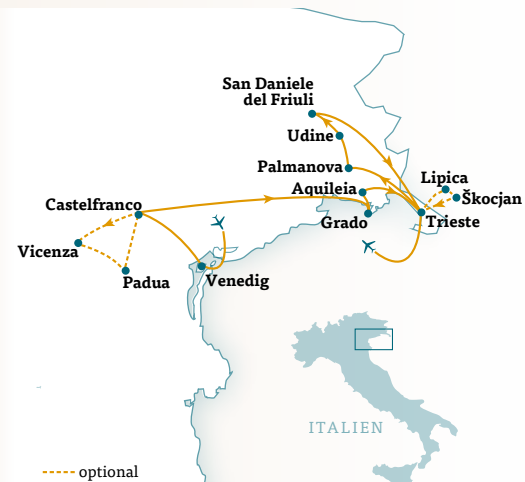 San Daniele
del Friuli
Udine
Palmanova
Lipica
Aquileia
Škocjan
Castelfranco
Grado
Trieste
Vicenza
Padua
Venedig
ITALIEN
optional